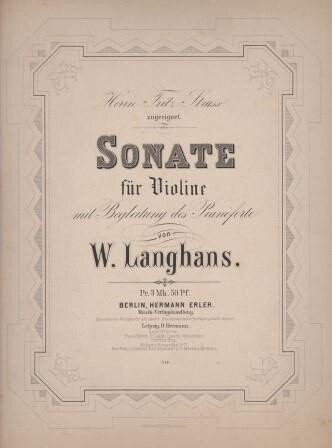 Herrn Fritz Struss
zugeeignet.
SONATE
für Violine
mit Begleitung des Pianoforte
von
W. Langhans.
Pr. 3 Mk. 50 Pf.
BERLIN, HERMANN ERLER.
Musik-Verlagshandlung.
Leipzig, B. Hermann.